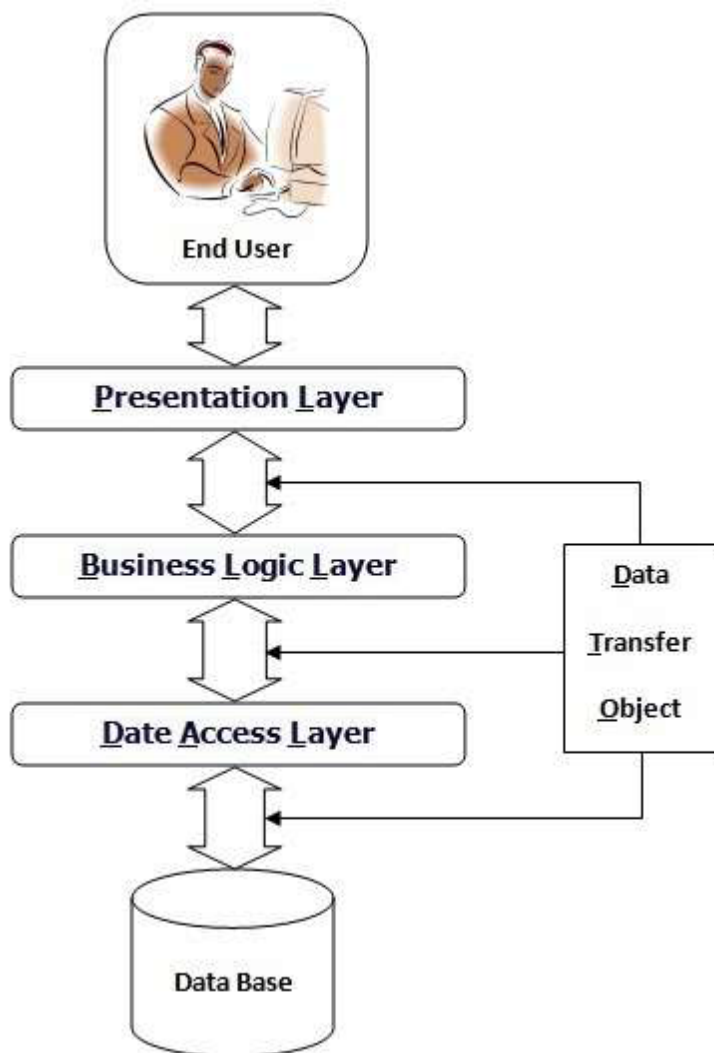 End User
Presentation Layer
Business Logic Layer
Data
Transfer
Object
Date Access Layer
Data Base